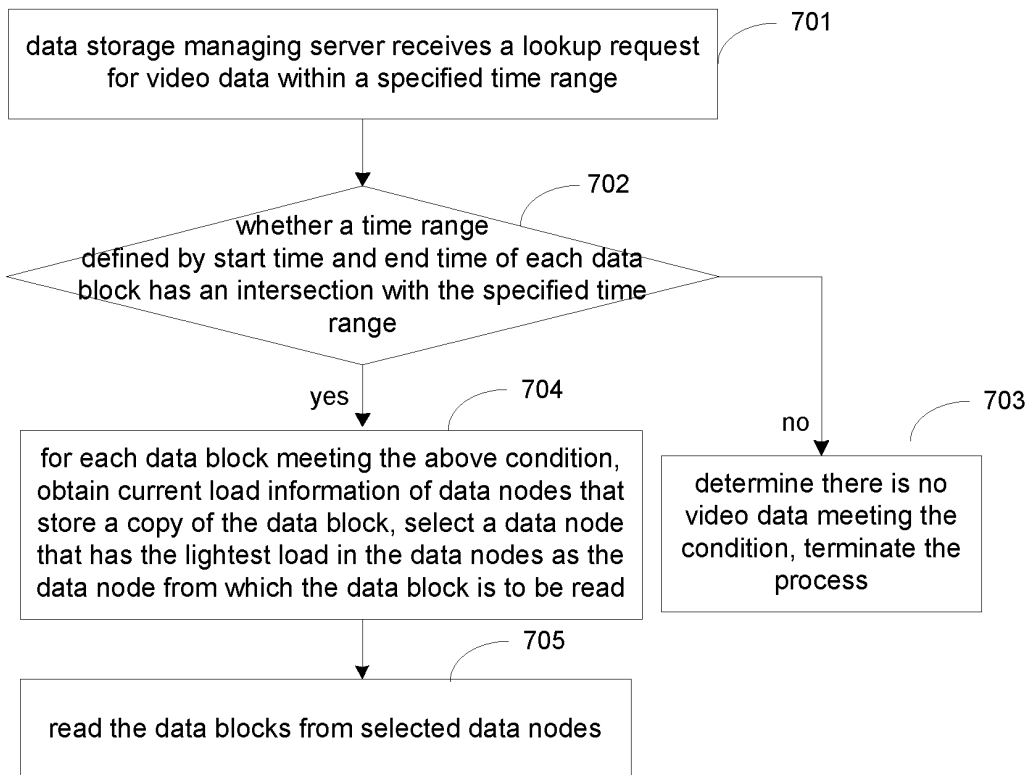 701
data storage managing server receives a lookup request
for video data within a specified time range
702
whether a time range
defined by start time and end time of each data
block has an intersection with the specified time
range
yes
704
no
703
for each data block meeting the above condition,
obtain current load information of data nodes that
store a copy of the data block, select a data node
that has the lightest load in the data nodes as the
data node from which the data block is to be read
determine there is no
video data meeting the
condition, terminate the
process
705
read the data blocks from selected data nodes